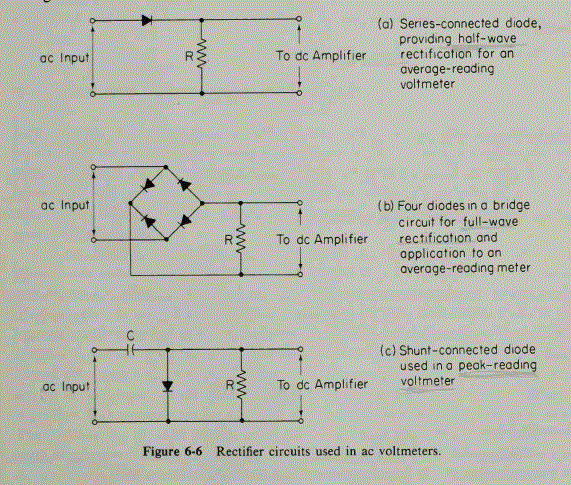 (a) Series-connected diode,
providing half-wave
rectification for an
average-reading
voltmeter
ac Input
R
To dc Amplifier
(b) Four diodes in a bridge
circuit for full-wave
rectification and
application to an
average-reading meter
ac Input
R
To dc Amplifier
C
(c) Shunt-connected diode
used in a peak-reading
voltmeter
ac Input
R
To dc Amplifier
Figure 6-6 Rectifier circuits used in ac voltmeters.